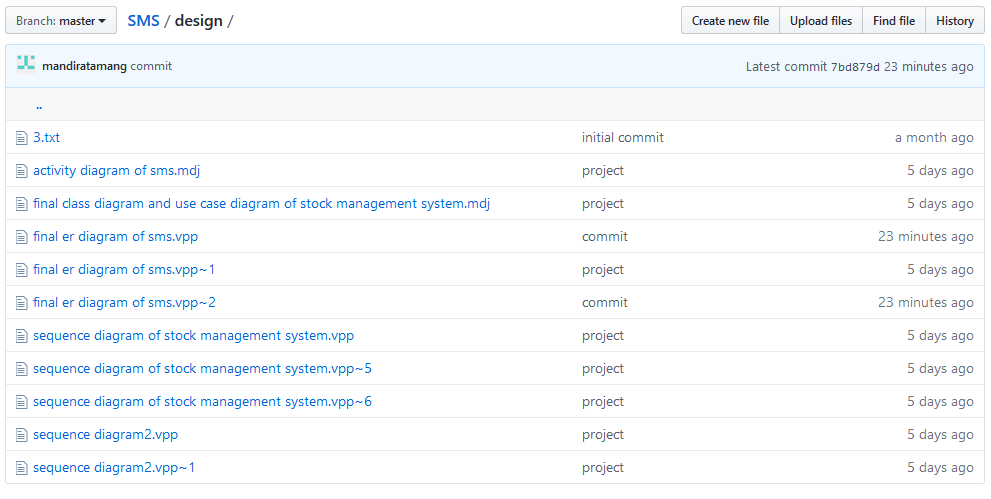 Branch: master SMS / design / Create new file Upload files Find file History
mandiratamang commit Latest commit 7bd879d 23 minutes ago
..
3.txt initial commit a month ago
activity diagram of sms.mdj project 5 days ago
final class diagram and use case diagram of stock management system.mdj project 5 days ago
final er diagram of sms.vpp commit 23 minutes ago
final er diagram of sms.vpp~1 project 5 days ago
final er diagram of sms.vpp~2 commit 23 minutes ago
sequence diagram of stock management system.vpp project 5 days ago
sequence diagram of stock management system.vpp~5 project 5 days ago
sequence diagram of stock management system.vpp~6 project 5 days ago
sequence diagram2.vpp project 5 days ago
sequence diagram2.vpp~1 project 5 days ago